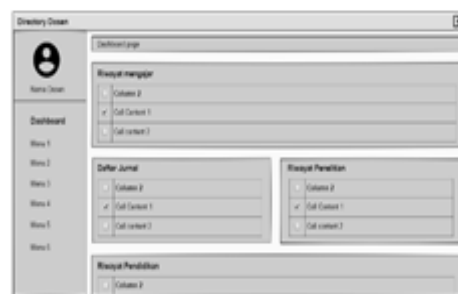 Directory Dosen
Nama Dosen
Dashboard
Menu 1
Menu 2
Menu 3
Menu 4
Menu 5
Menu 6
Dashboard page
Riwayat mengajar
Column 2
Cell Content 1
Cell content 2
Daftar Jurnal
Column 2
Cell Content 1
Cell content 2
Riwayat Penelitian
Column 2
Cell Content 1
Cell content 2
Riwayat Pendidikan
Column 2